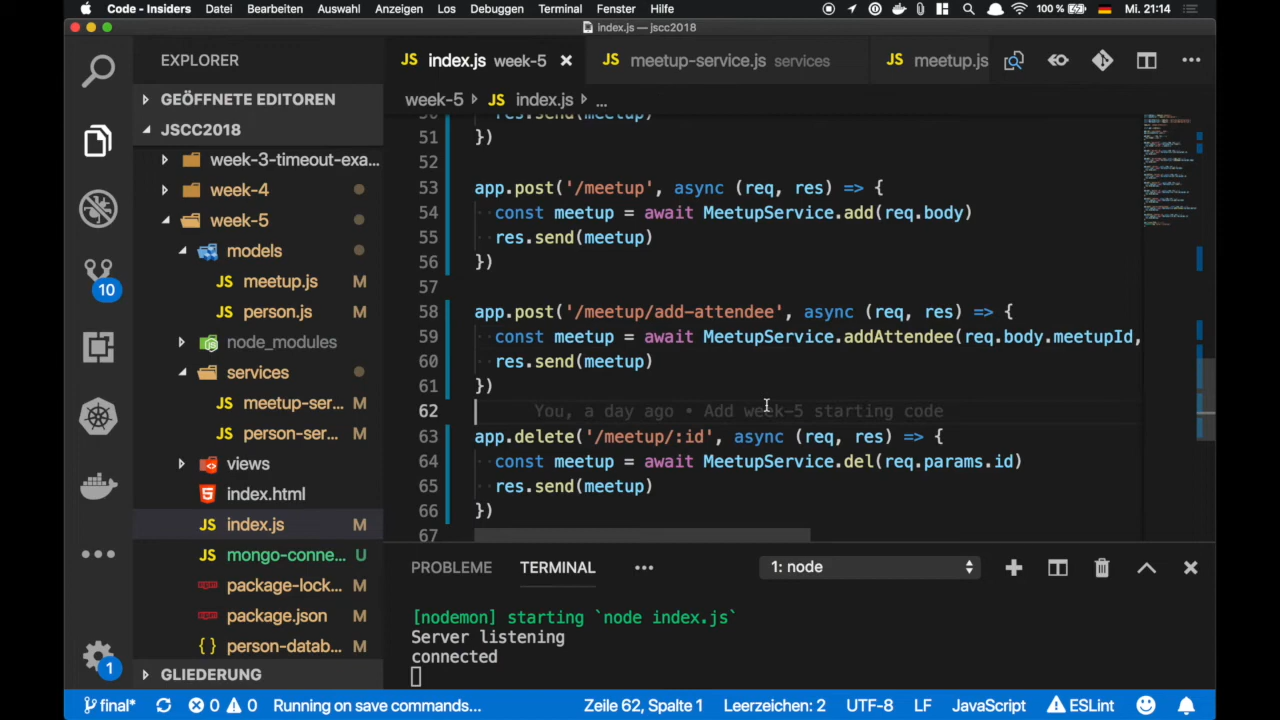 Code - Insiders Datei Bearbeiten Auswahl Anzeigen Los Debuggen Terminal Fenster Hilfe 100 % Mi. 21:14
index.js — jscc2018
EXPLORER
JS index.js week-5 × JS meetup-service.js services JS meetup.js
GEÖFFNETE EDITOREN
week-5 JS index.js ...
JSCC2018
week-3-timeout-exa...
week-4
week-5
models
JS meetup.js M
JS person.js M
node_modules
services
JS meetup-ser... M
JS person-ser... M
views
index.html M
JS index.js M
JS mongo-conne... U
package-lock... M
package.json M
{} person-datab... M
GLIEDERUNG
10
1
50 res.send(meetup)
51 })
52
53 app.post('/meetup', async (req, res) => {
54 const meetup = await MeetupService.add(req.body)
55 res.send(meetup)
56 })
57
58 app.post('/meetup/add-attendee', async (req, res) => {
59 const meetup = await MeetupService.addAttendee(req.body.meetupId,
60 res.send(meetup)
61 })
62 You, a day ago • Add week-5 starting code
63 app.delete('/meetup/:id', async (req, res) => {
64 const meetup = await MeetupService.del(req.params.id)
65 res.send(meetup)
66 })
67
PROBLEME TERMINAL ... 1: node
[nodemon] starting `node index.js`
Server listening
connected
final* 0 0 Running on save commands... Zeile 62, Spalte 1 Leerzeichen: 2 UTF-8 LF JavaScript ESLint